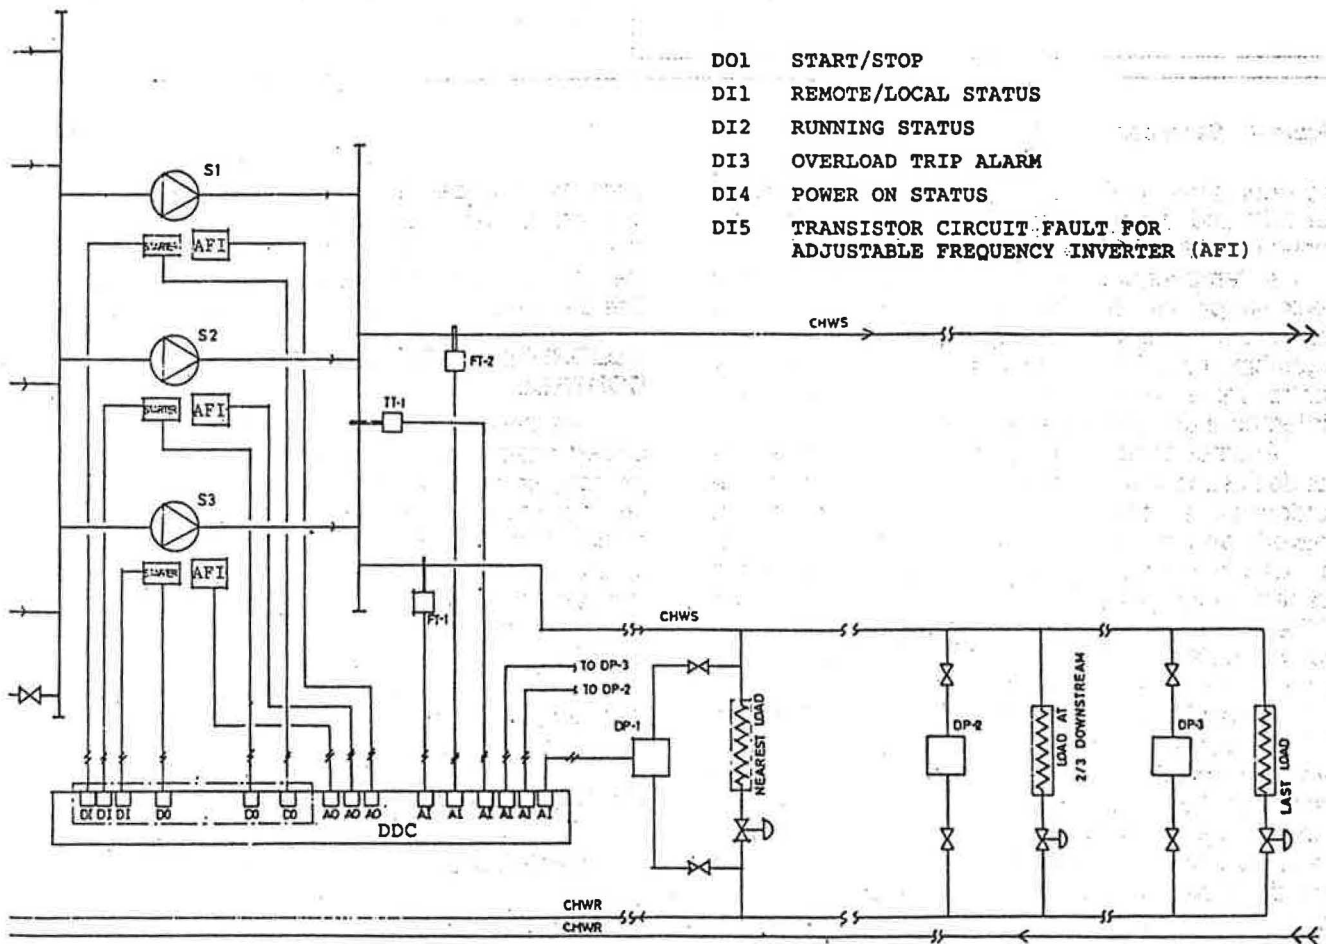 DO1 START/STOP
DI1 REMOTE/LOCAL STATUS
DI2 RUNNING STATUS
DI3 OVERLOAD TRIP ALARM
DI4 POWER ON STATUS
DI5 TRANSISTOR CIRCUIT FAULT FOR
ADJUSTABLE FREQUENCY INVERTER (AFI)
S1
STARTER
AFI
CHWS
S2
FT-2
STARTER
AFI
TT-1
S3
STARTER
AFI
FT-1
CHWS
TO DP-3
TO DP-2
DP-1
NEAREST LOAD
DP-2
LOAD AT
2/3 DOWNSTREAM
DP-3
LAST LOAD
DI DI DI DO DO DO AO AO AO AI AI AI AI AI AI
DDC
CHWR
CHWR